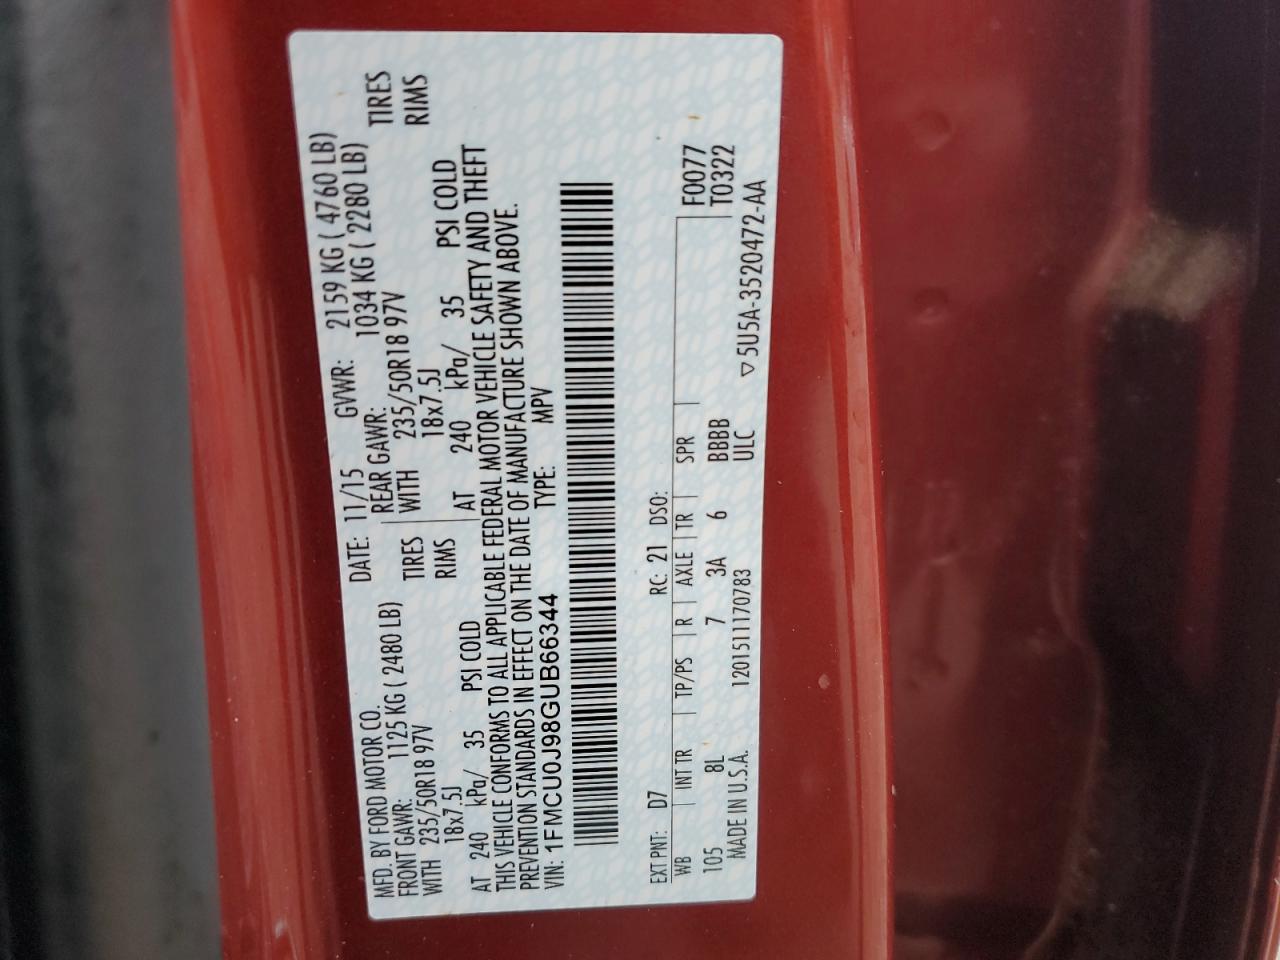 MFD. BY FORD MOTOR CO. DATE: 11/15 GVWR: 2159 KG ( 4760 LB)
FRONT GAWR: 1125 KG ( 2480 LB) REAR GAWR: 1034 KG ( 2280 LB)
WITH 235/50R18 97V TIRES WITH 235/50R18 97V TIRES
18x7.5J RIMS 18x7.5J RIMS
AT 240 kPa/ 35 PSI COLD AT 240 kPa/ 35 PSI COLD
THIS VEHICLE CONFORMS TO ALL APPLICABLE FEDERAL MOTOR VEHICLE SAFETY AND THEFT
PREVENTION STANDARDS IN EFFECT ON THE DATE OF MANUFACTURE SHOWN ABOVE.
VIN: 1FMCU0J98GUB66344 TYPE: MPV
EXT PNT: D7 RC: 21 DSO: F0077
WB INT TR TP/PS R AXLE TR SPR T0322
105 8L 7 3A 6 BBBB
MADE IN U.S.A. 1201511170783 ULC ▽5U5A-3520472-AA